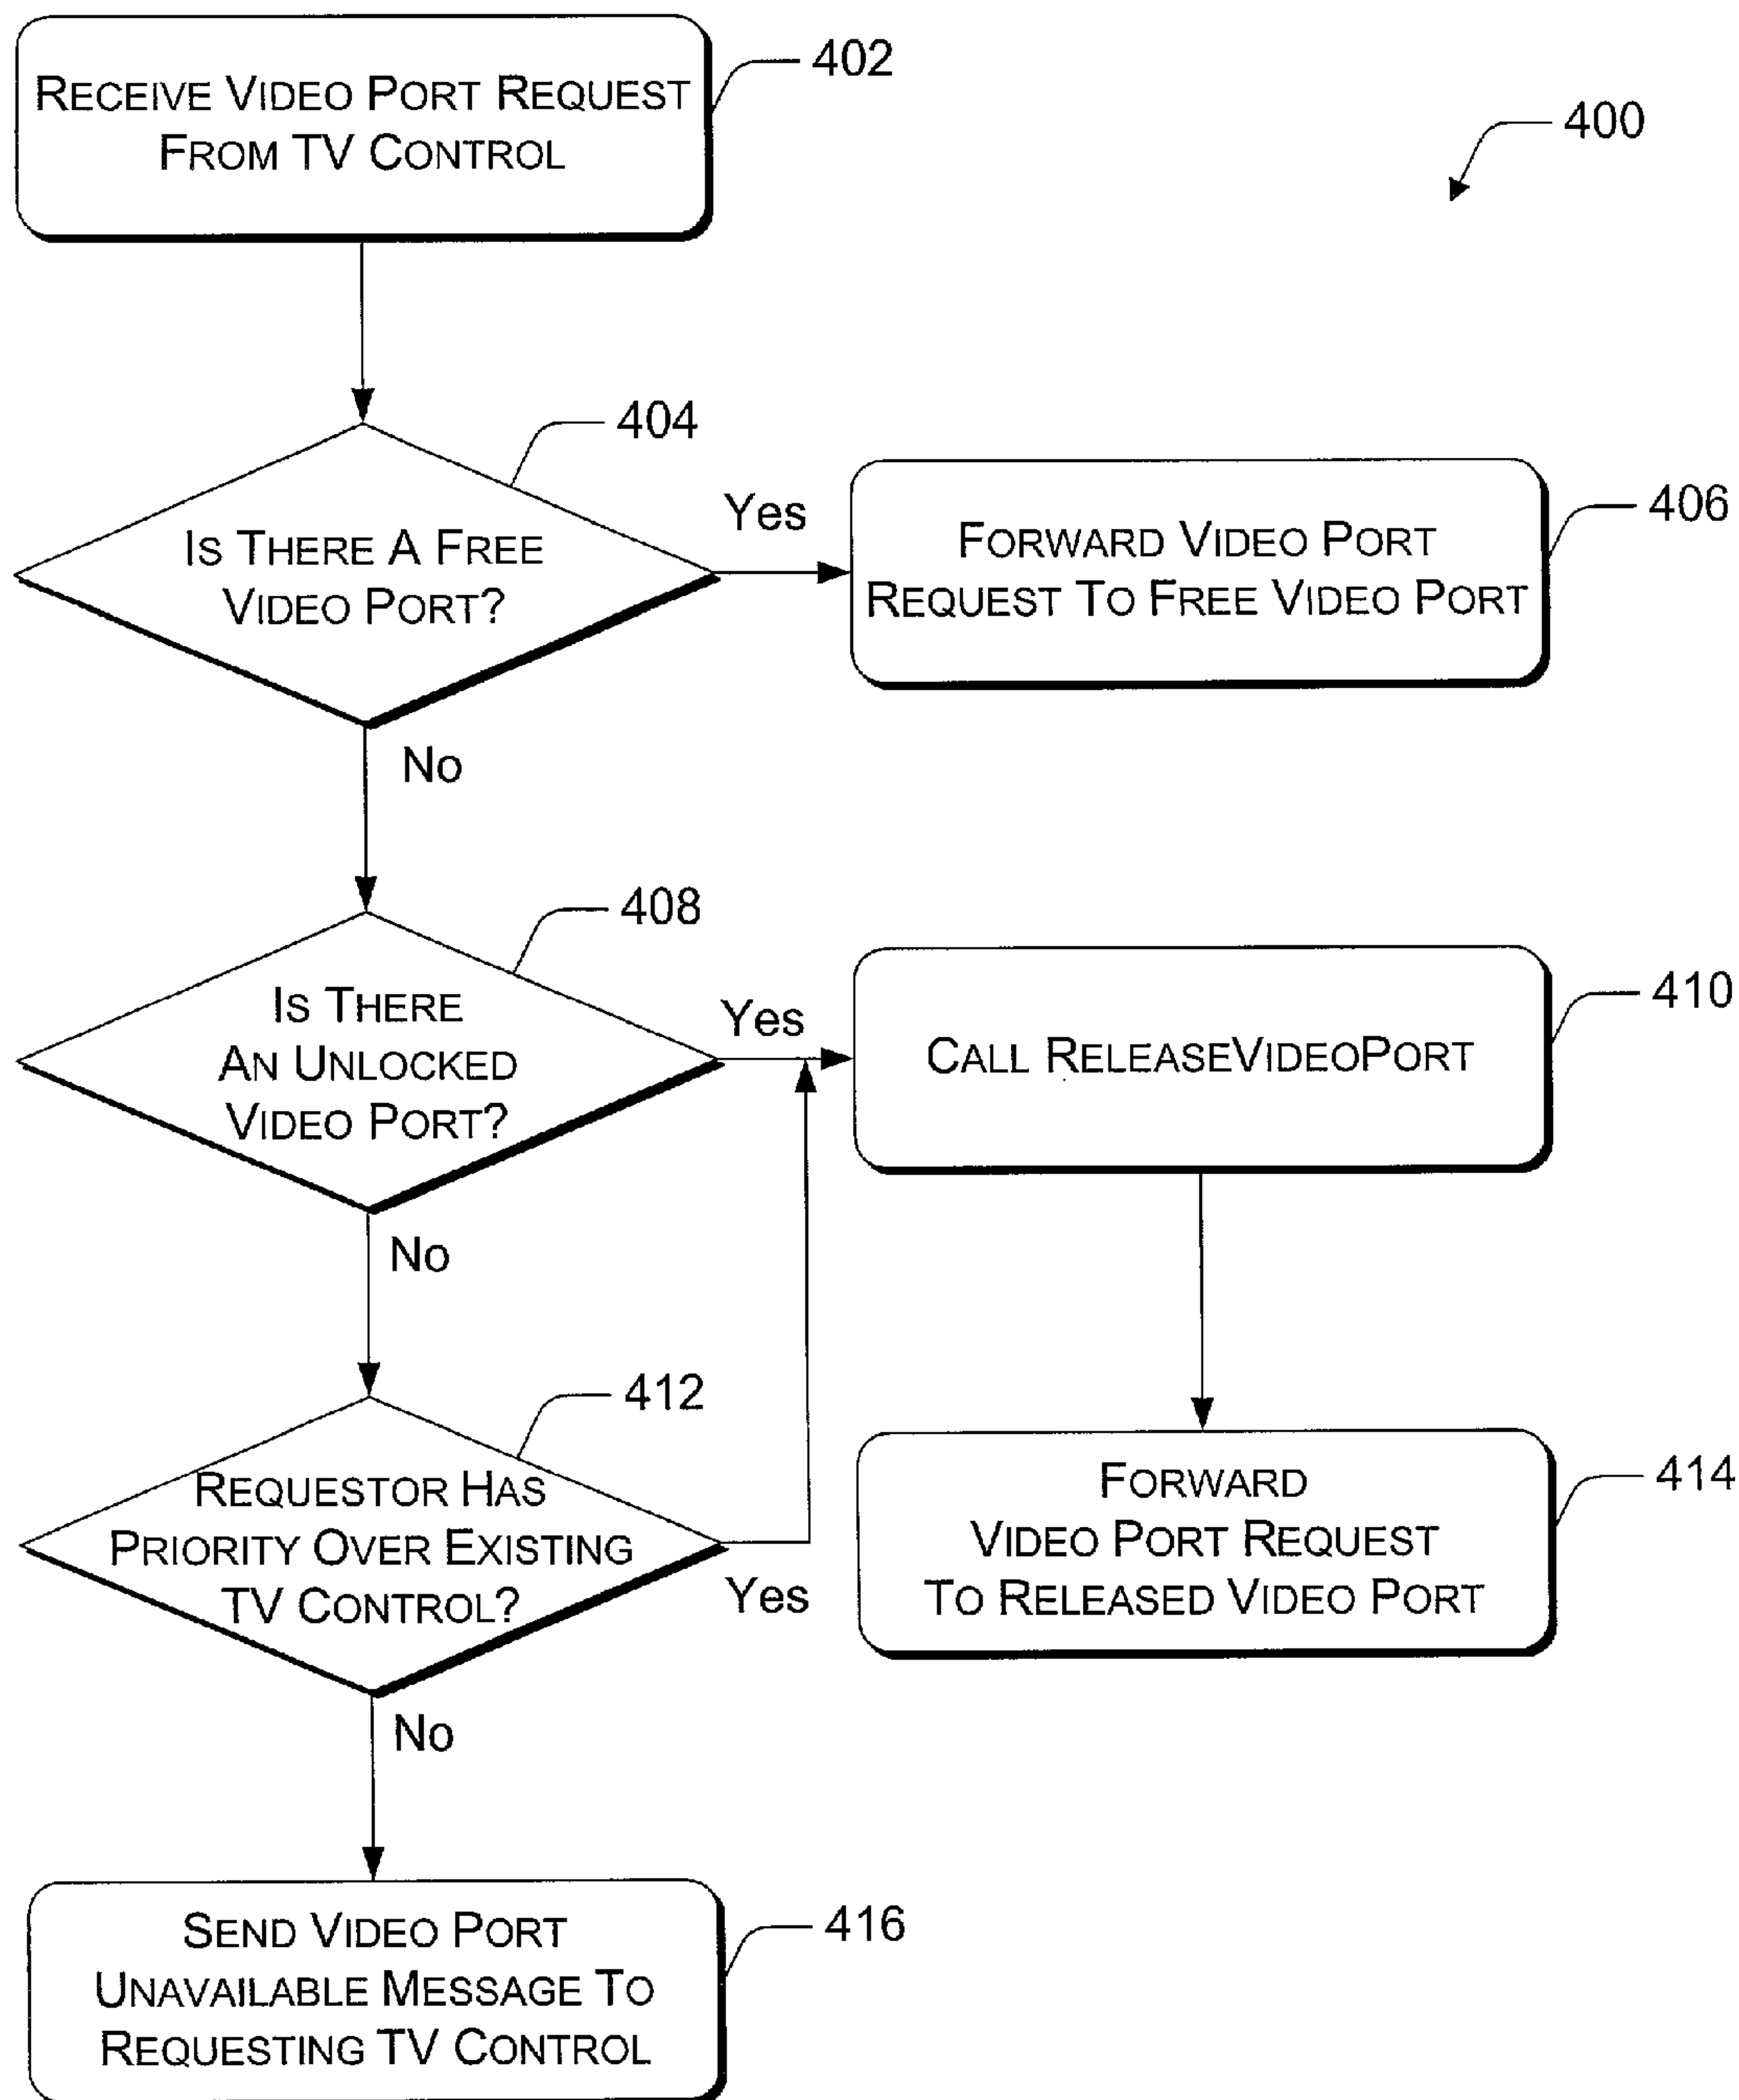 RECEIVE VIDEO PORT REQUEST
FROM TV CONTROL
402
400
404
IS THERE A FREE
VIDEO PORT?
Yes
FORWARD VIDEO PORT
REQUEST TO FREE VIDEO PORT
406
No
408
IS THERE
AN UNLOCKED
VIDEO PORT?
Yes
CALL RELEASEVIDEOPORT
410
No
412
REQUESTOR HAS
PRIORITY OVER EXISTING
TV CONTROL?
Yes
FORWARD
VIDEO PORT REQUEST
TO RELEASED VIDEO PORT
414
No
SEND VIDEO PORT
UNAVAILABLE MESSAGE TO
REQUESTING TV CONTROL
416